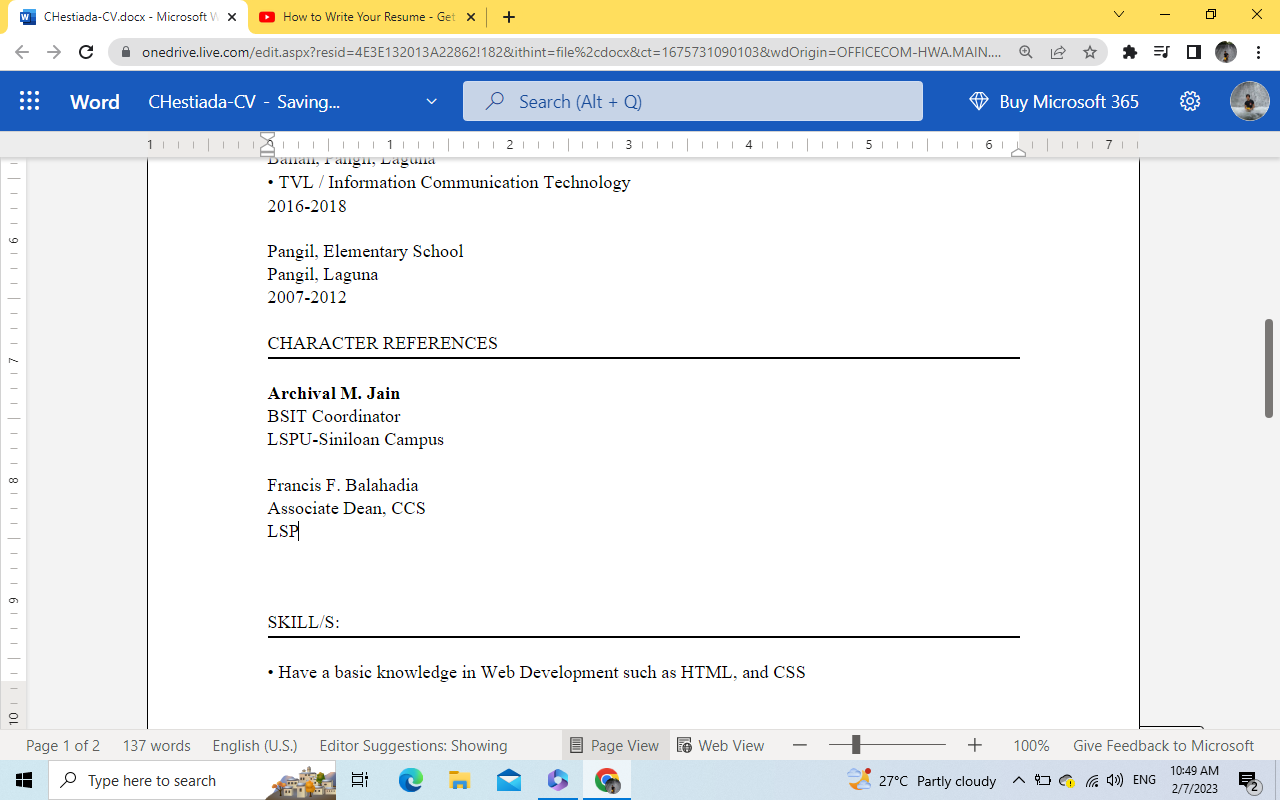 CHestiada-CV.docx - Microsoft W
How to Write Your Resume - Get
onedrive.live.com/edit.aspx?resid=4E3E132013A22862!182&ithint=file%2cdocx&ct=1675731090103&wdOrigin=OFFICECOM-HWA.MAIN....
Word CHestiada-CV - Saving... Search (Alt + Q) Buy Microsoft 365
1 1 2 3 4 5 6 7
Banan, Pangil, Laguna
• TVL / Information Communication Technology
2016-2018
6
Pangil, Elementary School
Pangil, Laguna
2007-2012
CHARACTER REFERENCES
7
Archival M. Jain
BSIT Coordinator
LSPU-Siniloan Campus
8
Francis F. Balahadia
Associate Dean, CCS
LSP
9
SKILL/S:
• Have a basic knowledge in Web Development such as HTML, and CSS
10
Page 1 of 2 137 words English (U.S.) Editor Suggestions: Showing Page View Web View 100% Give Feedback to Microsoft
Type here to search 27°C Partly cloudy ENG 10:49 AM
2/7/2023 2